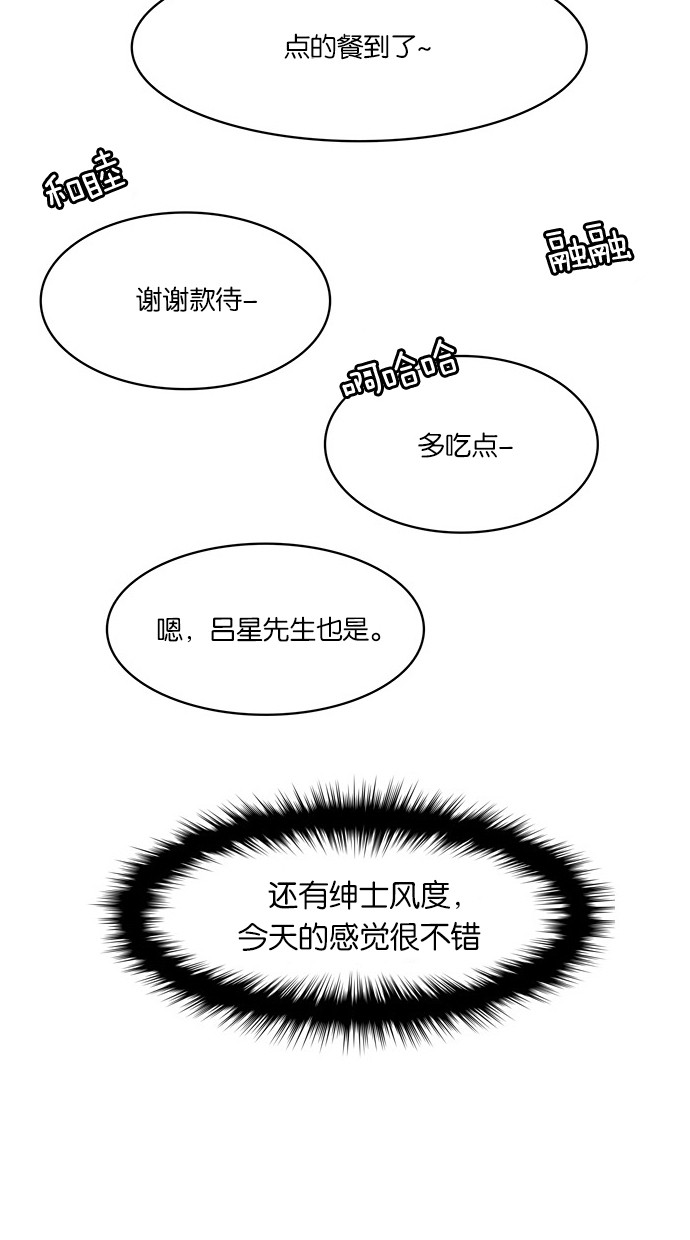 点的餐到了~
和睦
谢谢款待-
融融
啊哈哈
多吃点-
嗯，吕星先生也是。
还有绅士风度，
今天的感觉很不错